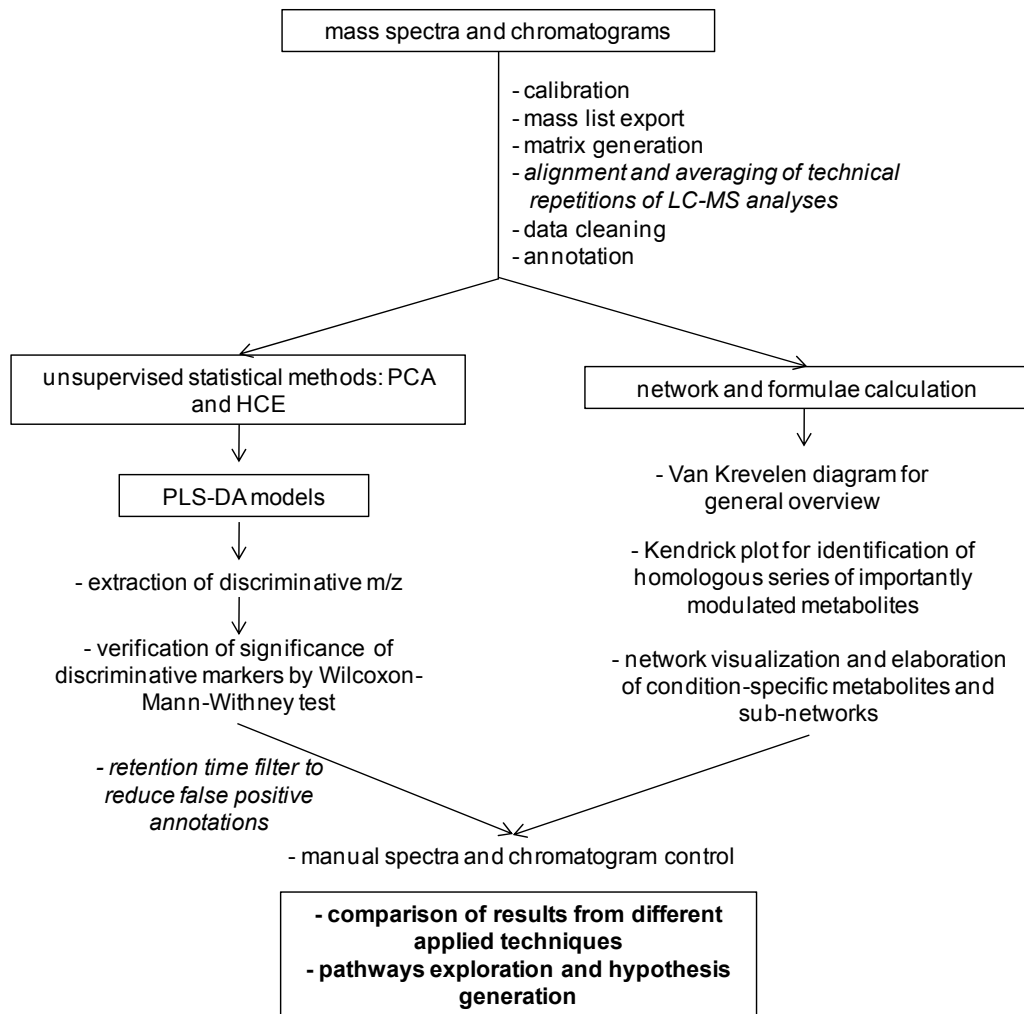 mass spectra and chromatograms
- calibration
- mass list export
- matrix generation
- alignment and averaging of technical
repetitions of LC-MS analyses
- data cleaning
- annotation
unsupervised statistical methods: PCA
and HCE
PLS-DA models
- extraction of discriminative m/z
- verification of significance of
discriminative markers by Wilcoxon-
Mann-Withney test
- retention time filter to
reduce false positive
annotations
network and formulae calculation
- Van Krevelen diagram for
general overview
- Kendrick plot for identification of
homologous series of importantly
modulated metabolites
- network visualization and elaboration
of condition-specific metabolites and
sub-networks
- manual spectra and chromatogram control
- comparison of results from different
applied techniques
- pathways exploration and hypothesis
generation